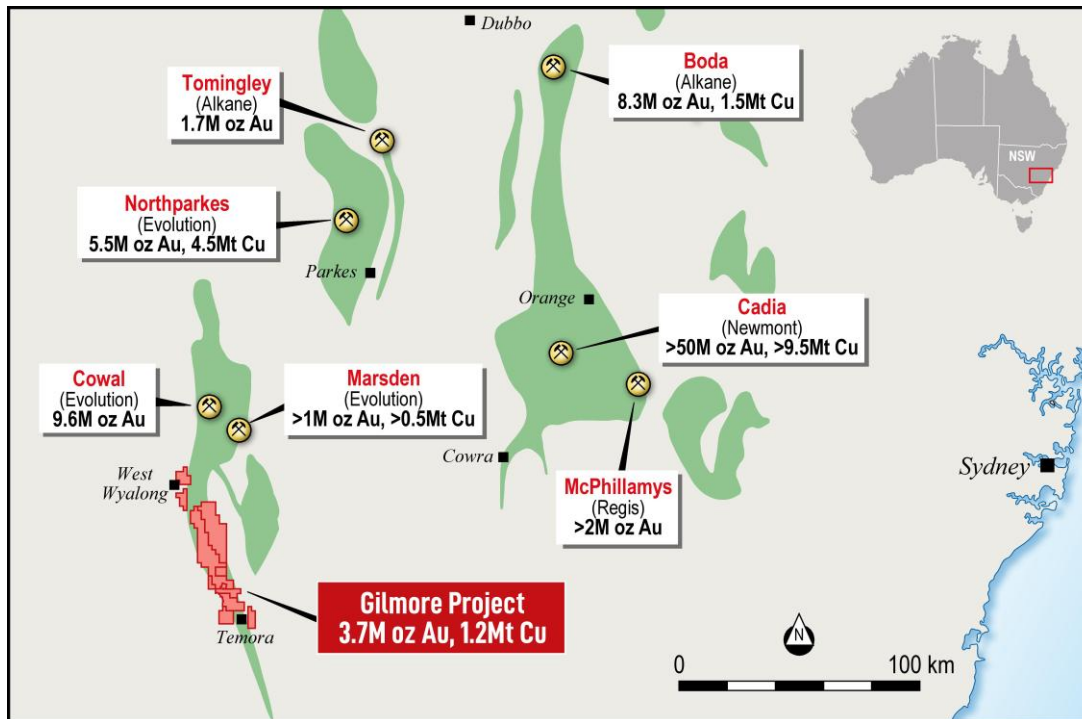 Dubbo
Tomingley
(Alkane)
1.7M oz Au
Boda
(Alkane)
8.3M oz Au, 1.5Mt Cu
NSW
Northparkes
(Evolution)
5.5M oz Au, 4.5Mt Cu
Parkes
Orange
Cadia
(Newmont)
>50M oz Au, >9.5Mt Cu
Cowal
(Evolution)
9.6M oz Au
Marsden
(Evolution)
>1M oz Au, >0.5Mt Cu
Cowra
West
Wyalong
McPhillamys
(Regis)
>2M oz Au
Sydney
Gilmore Project
3.7M oz Au, 1.2Mt Cu
Temora
N
0
100 km